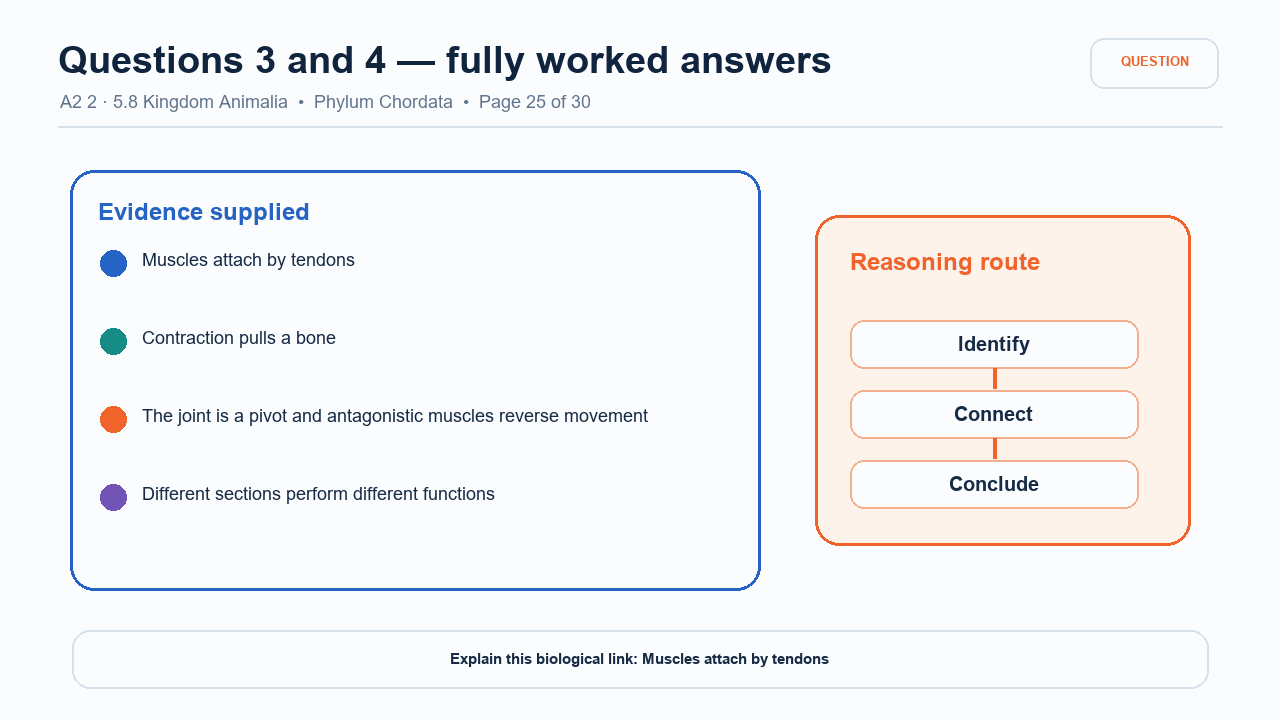 Questions 3 and 4 — fully worked answers
QUESTION
A2 2 · 5.8 Kingdom Animalia • Phylum Chordata • Page 25 of 30
Evidence supplied
Muscles attach by tendons
Contraction pulls a bone
The joint is a pivot and antagonistic muscles reverse movement
Different sections perform different functions
Reasoning route
Identify
Connect
Conclude
Explain this biological link: Muscles attach by tendons